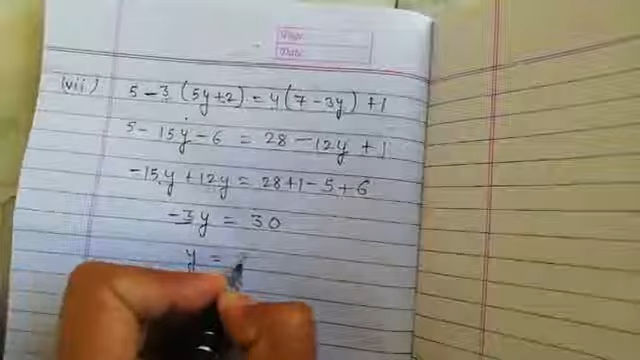 Page:
Date:
(vii) 5 - 3 (5y+2) = 4 (7 - 3y) + 1
5 - 15y - 6 = 28 - 12y + 1
-15y + 12y = 28 + 1 - 5 + 6
-3y = 30
y =